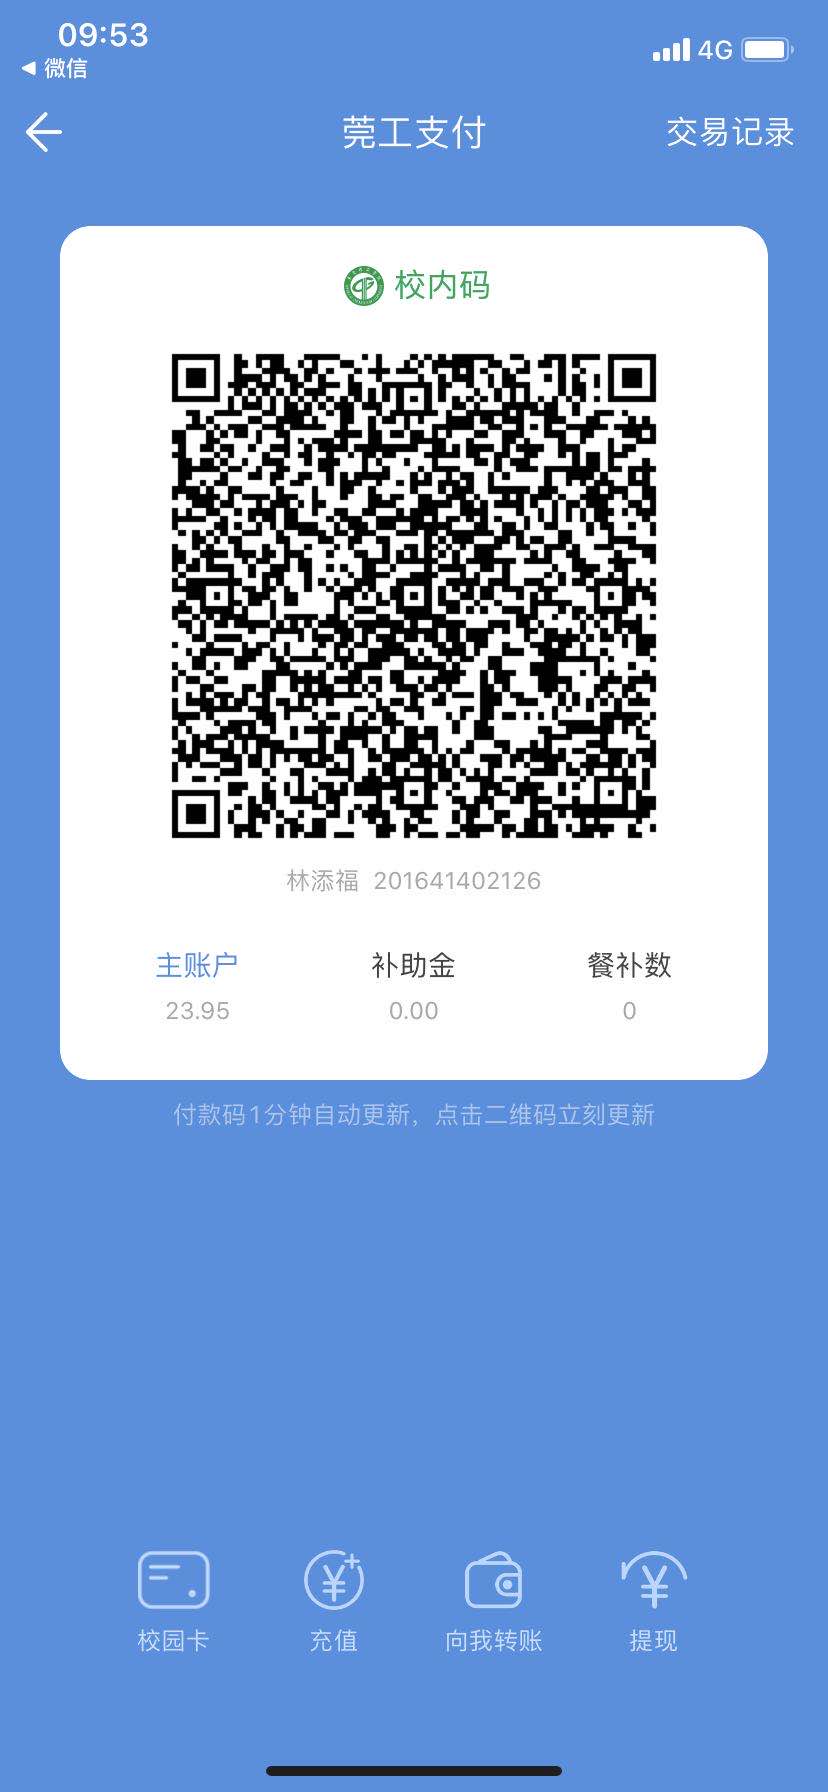 09:53
微信
4G
莞工支付
交易记录
校内码
林添福 201641402126
主账户 补助金 餐补数
23.95 0.00 0
付款码1分钟自动更新，点击二维码立刻更新
校园卡 充值 向我转账 提现